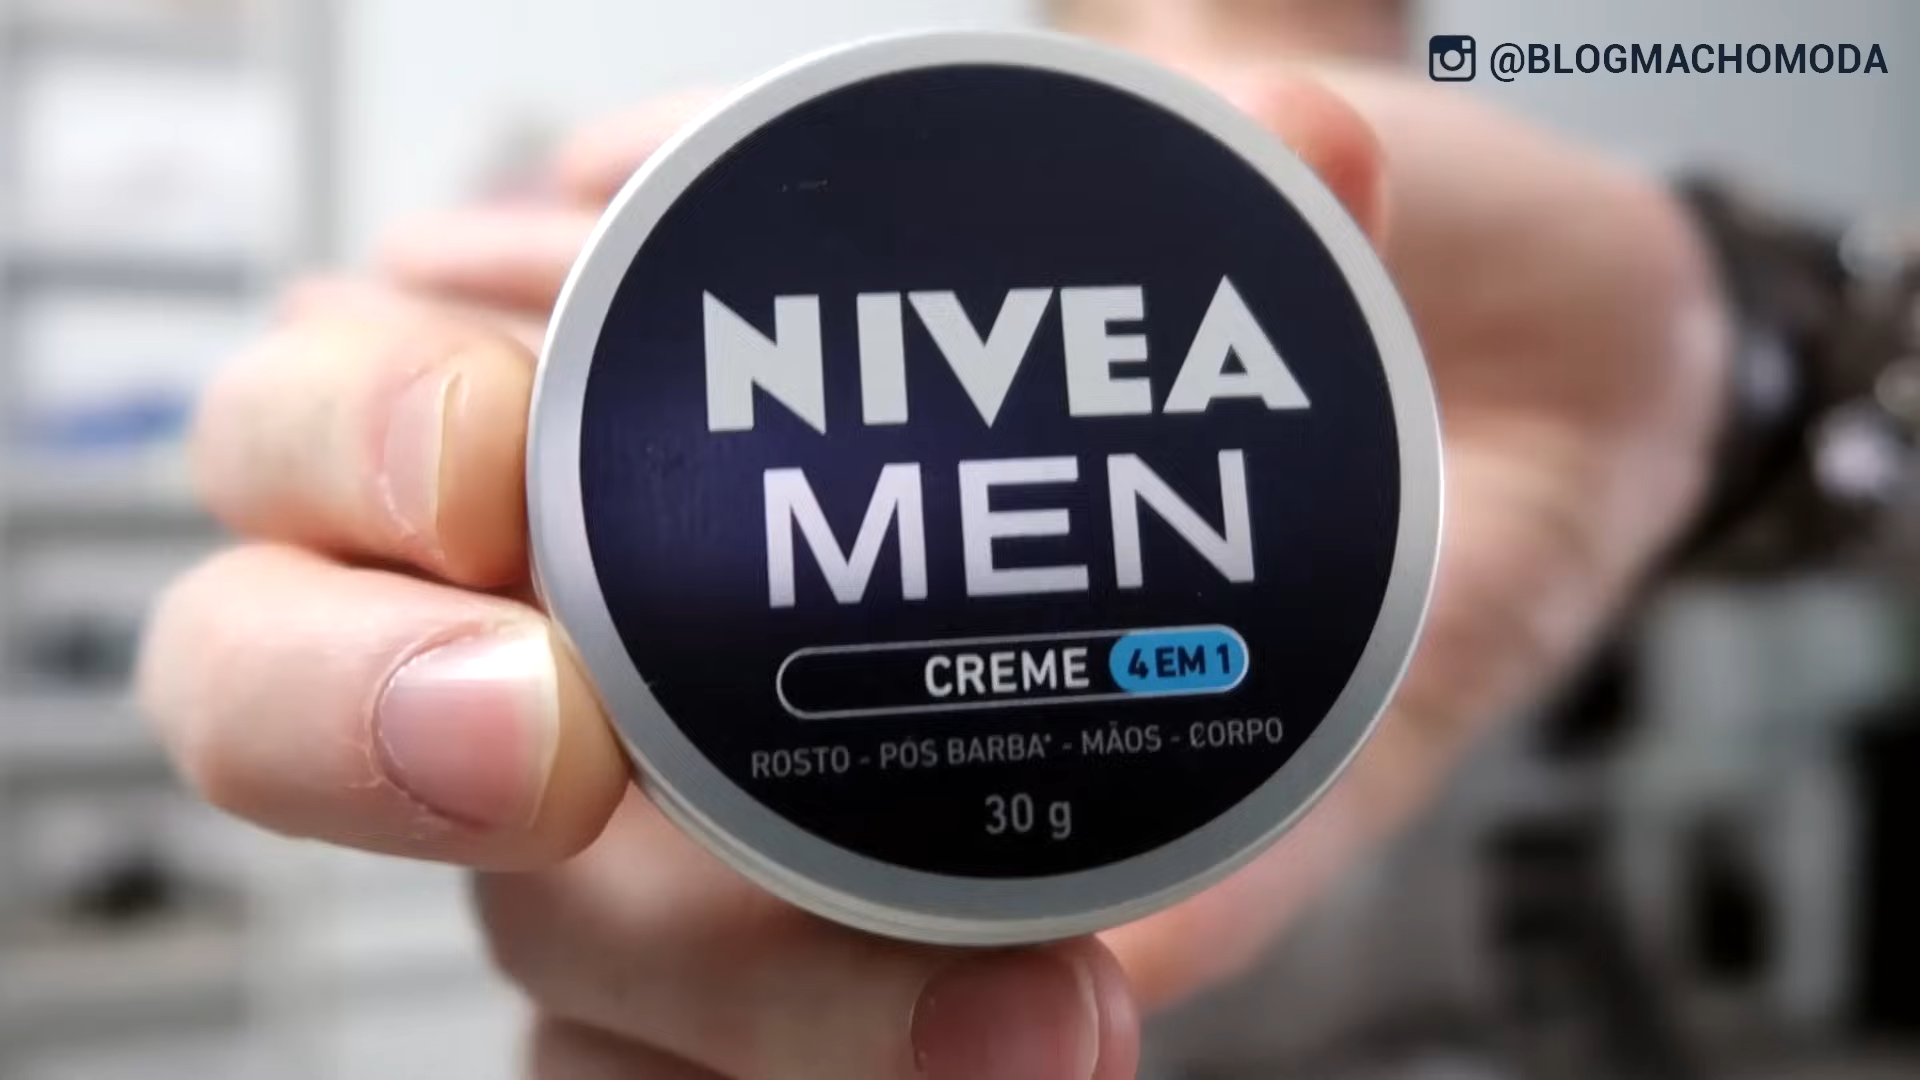 @BLOGMACHOMODA
NIVEA
MEN
CREME 4 EM 1
ROSTO - PÓS BARBA* - MÃOS - CORPO
30 g